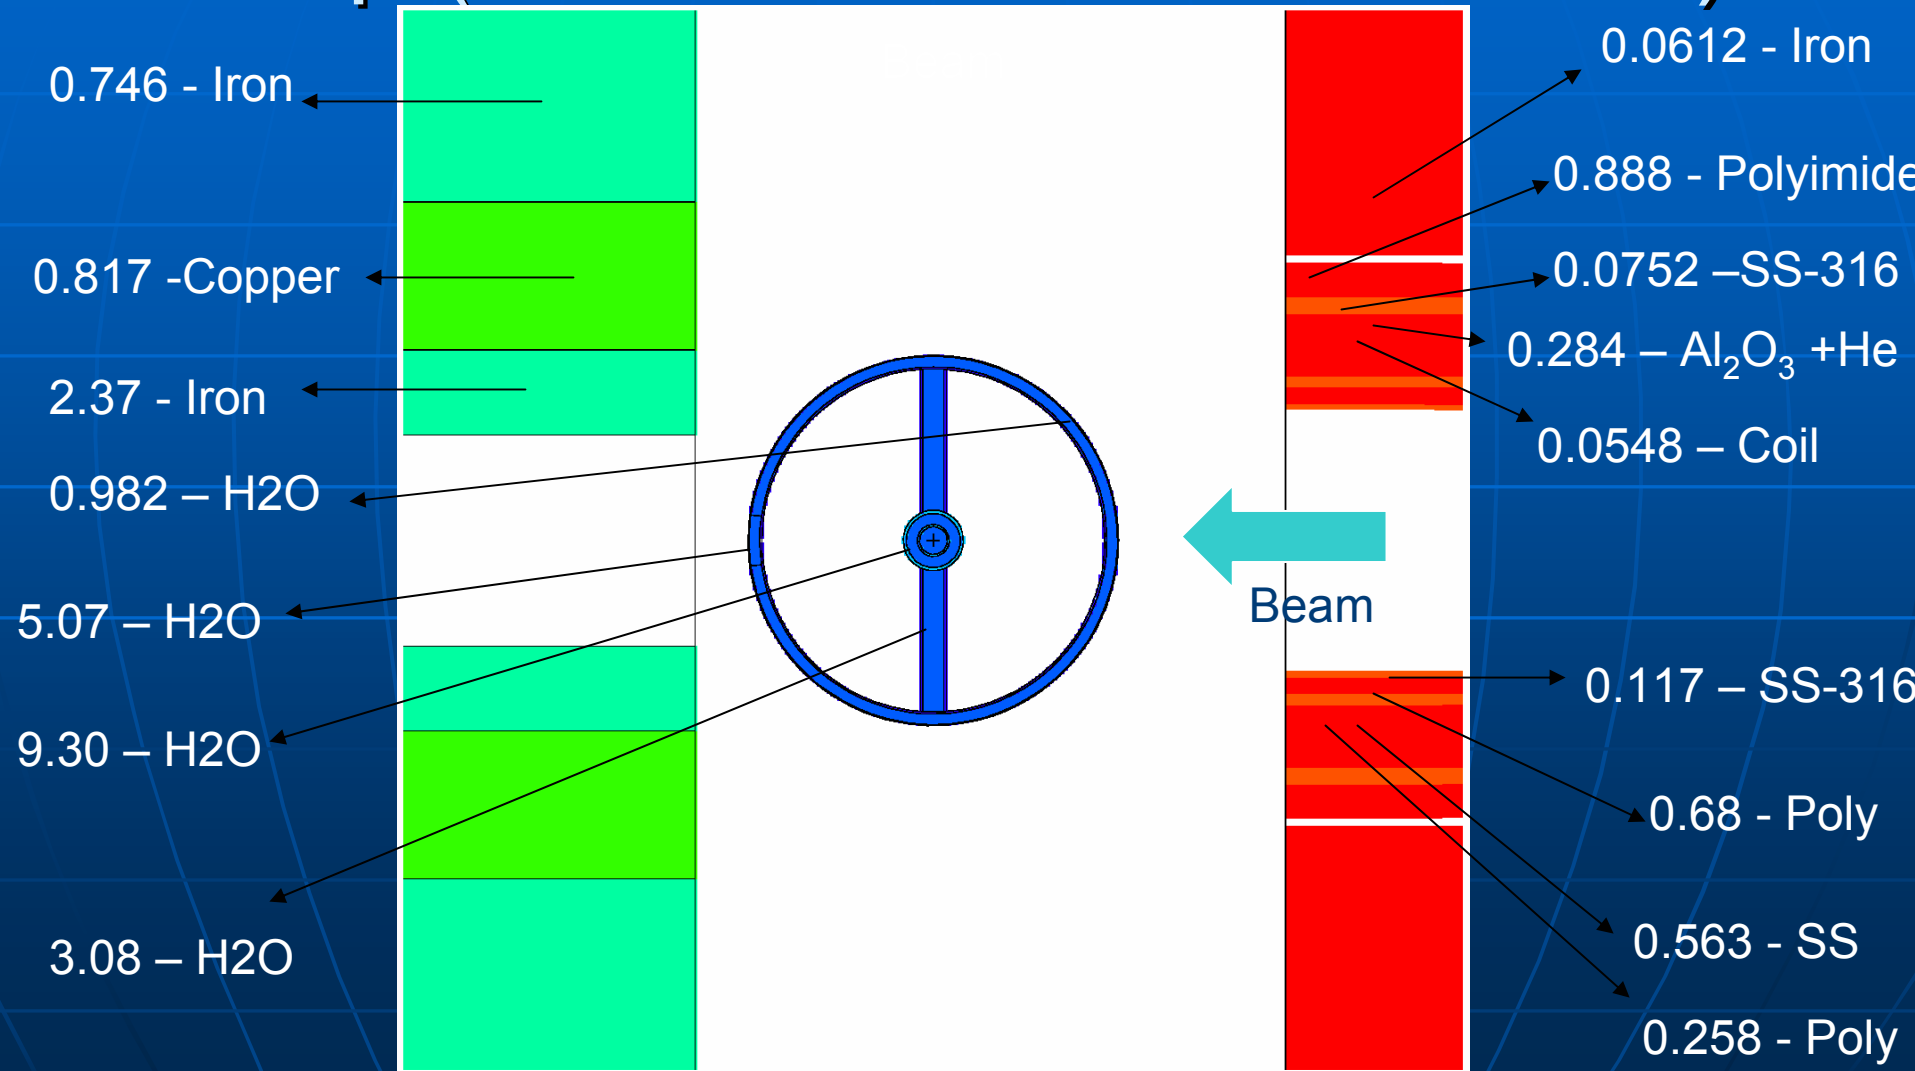 0.746 - Iron
0.817 -Copper
2.37 - Iron
0.982 – H2O
5.07 – H2O
9.30 – H2O
3.08 – H2O
Beam
0.0612 - Iron
0.888 - Polyimide
0.0752 –SS-316
0.284 – Al₂O₃ +He
0.0548 – Coil
0.117 – SS-316
0.68 - Poly
0.563 - SS
0.258 - Poly